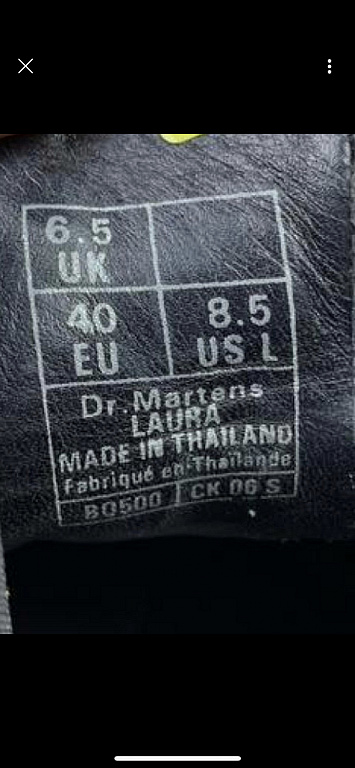 6.5
UK
40
EU
8.5
US L
Dr.Martens
LAURA
MADE IN THAILAND
Fabriqué en Thaïlande
BQ500
CK 06 S